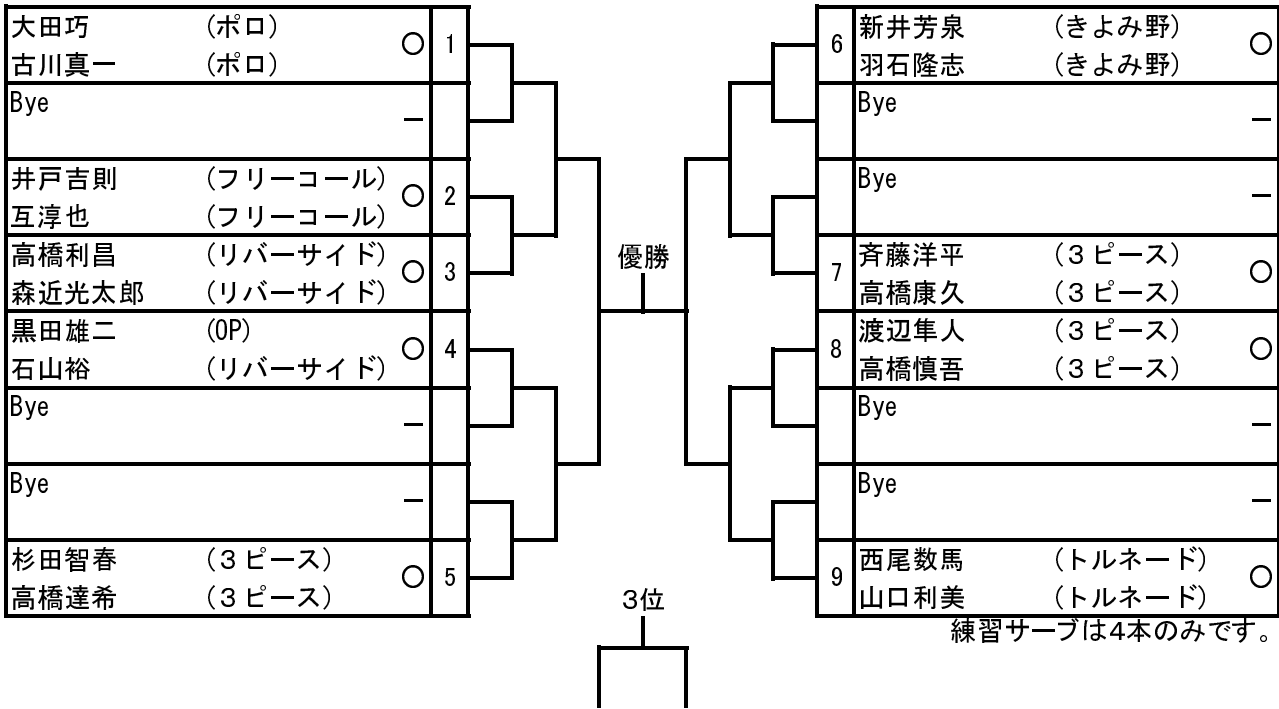 大田巧 (ポロ)
古川真一 (ポロ)
○ 1
Bye
—
井戸吉則 (フリーコール)
互淳也 (フリーコール)
○ 2
高橋利昌 (リバーサイド)
森近光太郎 (リバーサイド)
○ 3
黒田雄二 (OP)
石山裕 (リバーサイド)
○ 4
Bye
—
Bye
—
杉田智春 (3ピース)
高橋達希 (3ピース)
○ 5
優勝
3位
6 ○
新井芳泉 (きよみ野)
羽石隆志 (きよみ野)
Bye
—
Bye
—
7 ○
斉藤洋平 (3ピース)
高橋康久 (3ピース)
8 ○
渡辺隼人 (3ピース)
高橋慎吾 (3ピース)
Bye
—
Bye
—
9 ○
西尾数馬 (トルネード)
山口利美 (トルネード)
練習サーブは4本のみです。